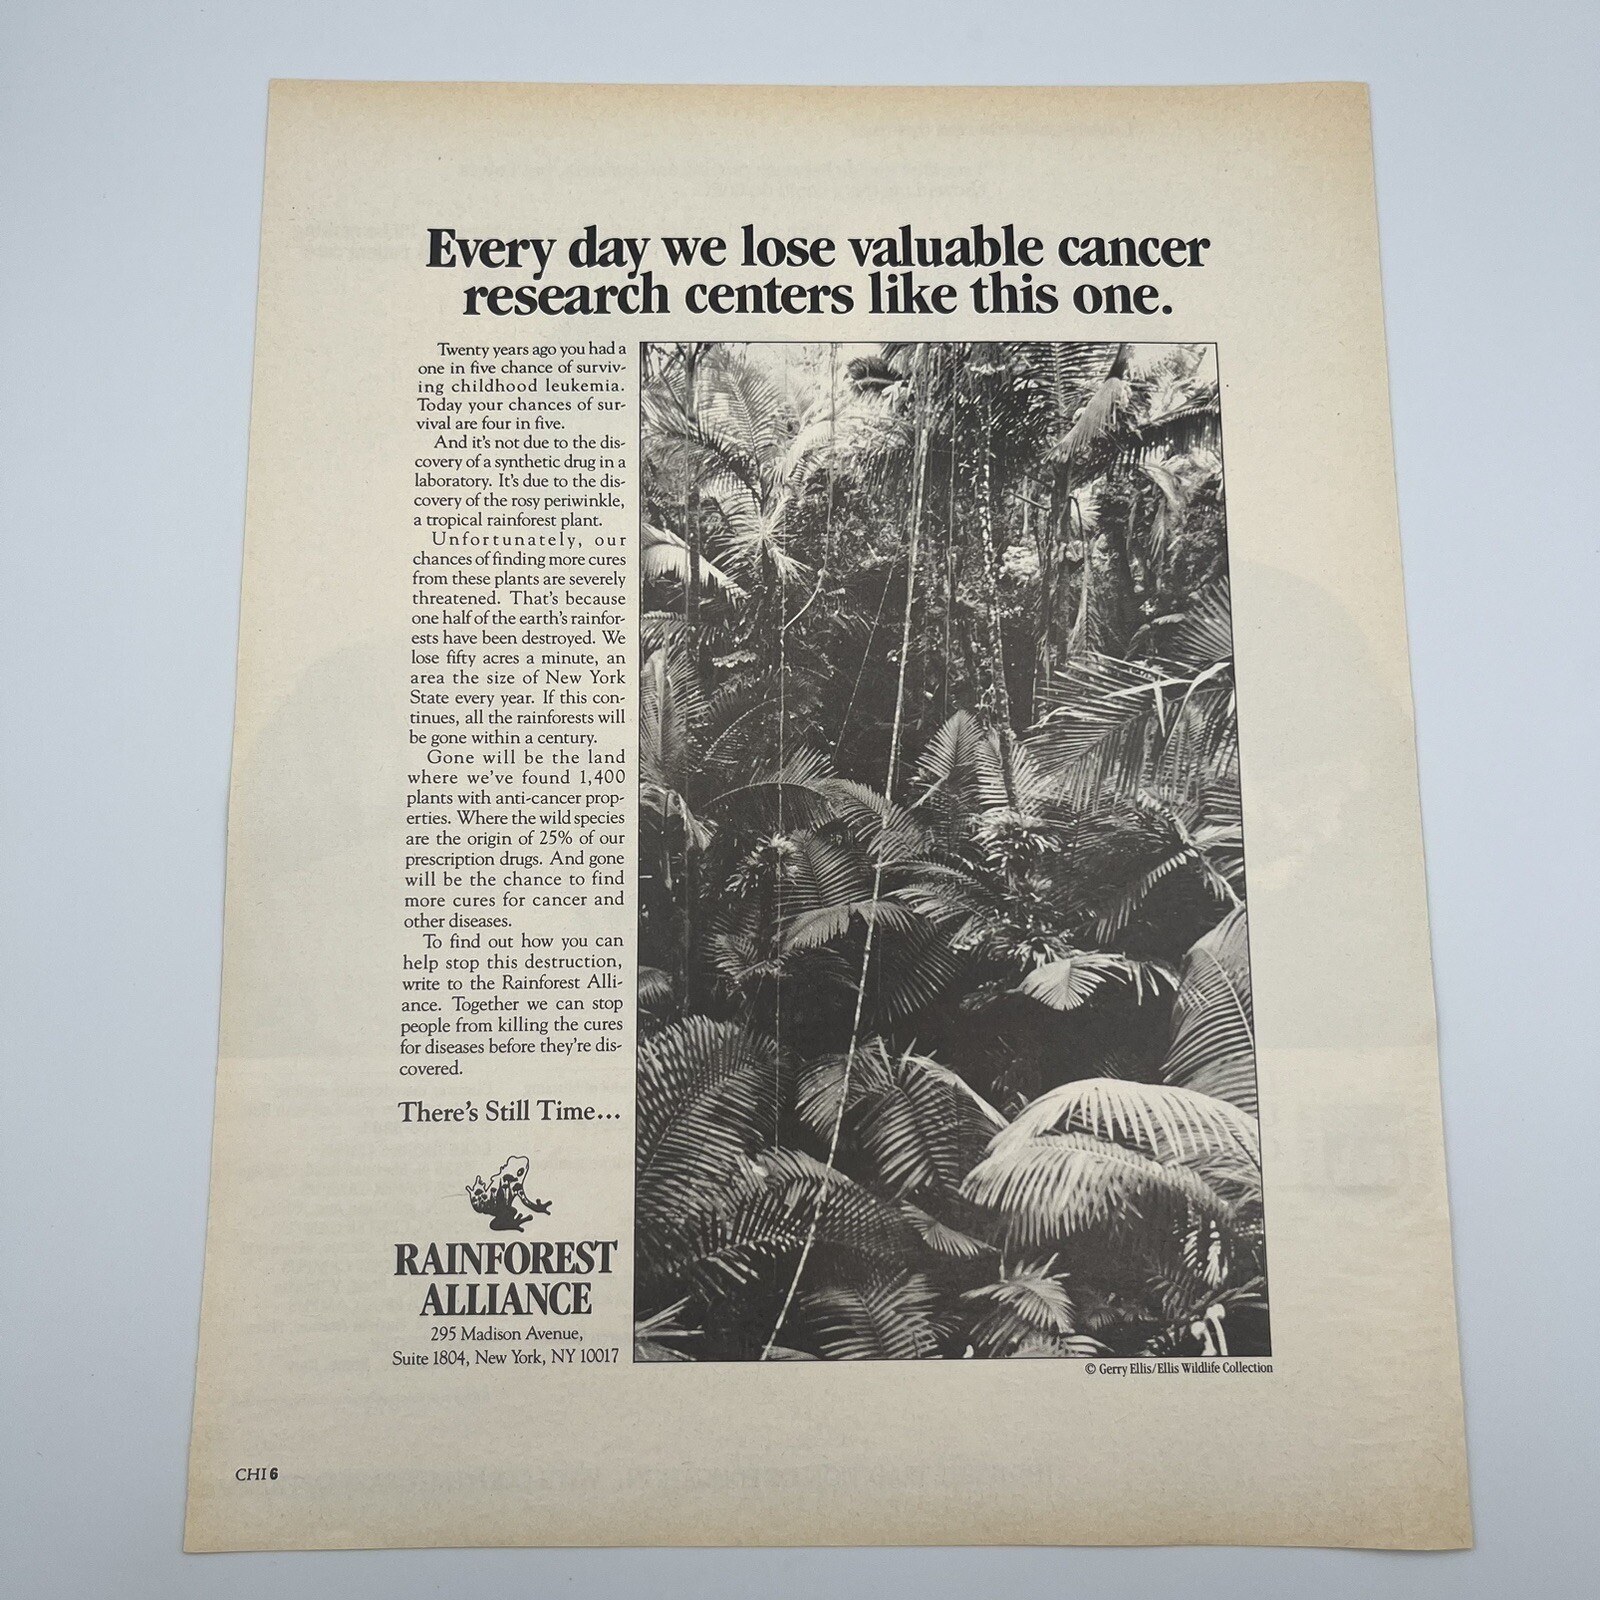 Every day we lose valuable cancer
research centers like this one.
Twenty years ago you had a
one in five chance of surviv-
ing childhood leukemia.
Today your chances of sur-
vival are four in five.
And it's not due to the dis-
covery of a synthetic drug in a
laboratory. It's due to the dis-
covery of the rosy periwinkle,
a tropical rainforest plant.
Unfortunately, our
chances of finding more cures
from these plants are severely
threatened. That's because
one half of the earth's rainfor-
ests have been destroyed. We
lose fifty acres a minute, an
area the size of New York
State every year. If this con-
tinues, all the rainforests will
be gone within a century.
Gone will be the land
where we've found 1,400
plants with anti-cancer prop-
erties. Where the wild species
are the origin of 25% of our
prescription drugs. And gone
will be the chance to find
more cures for cancer and
other diseases.
To find out how you can
help stop this destruction,
write to the Rainforest Alli-
ance. Together we can stop
people from killing the cures
for diseases before they're dis-
covered.
There's Still Time...
RAINFOREST
ALLIANCE
295 Madison Avenue,
Suite 1804, New York, NY 10017
© Gerry Ellis/Ellis Wildlife Collection
CHI 6